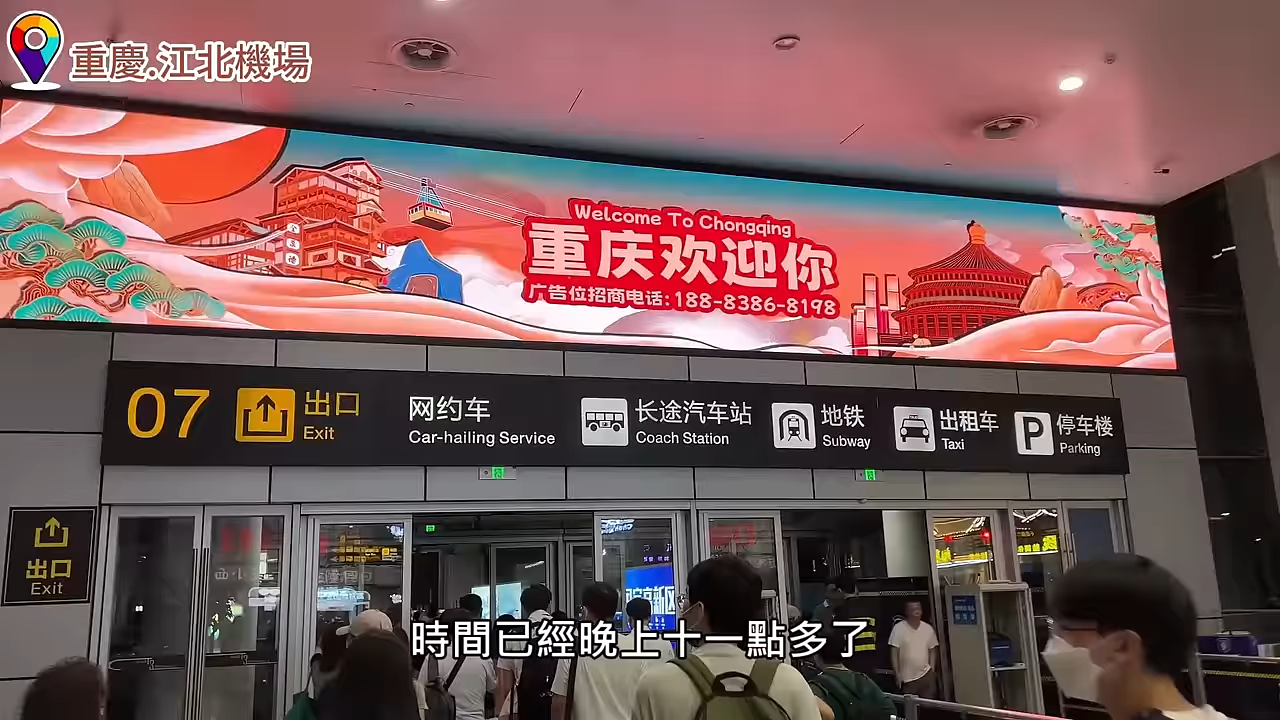 重慶.江北機場
Welcome To Chongqing
重庆欢迎你
广告位招商电话:188-8386-8198
07 出口 网约车 长途汽车站 地铁 出租车 停车楼
Exit Car-hailing Service Coach Station Subway Taxi Parking
出口
Exit
時間已經晚上十一點多了